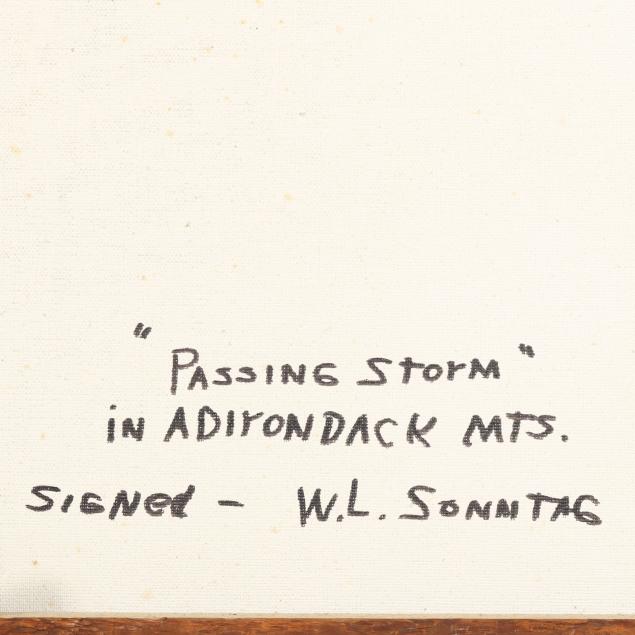 "Passing Storm"
in Adirondack Mts.
Signed - W.L. Sonntag